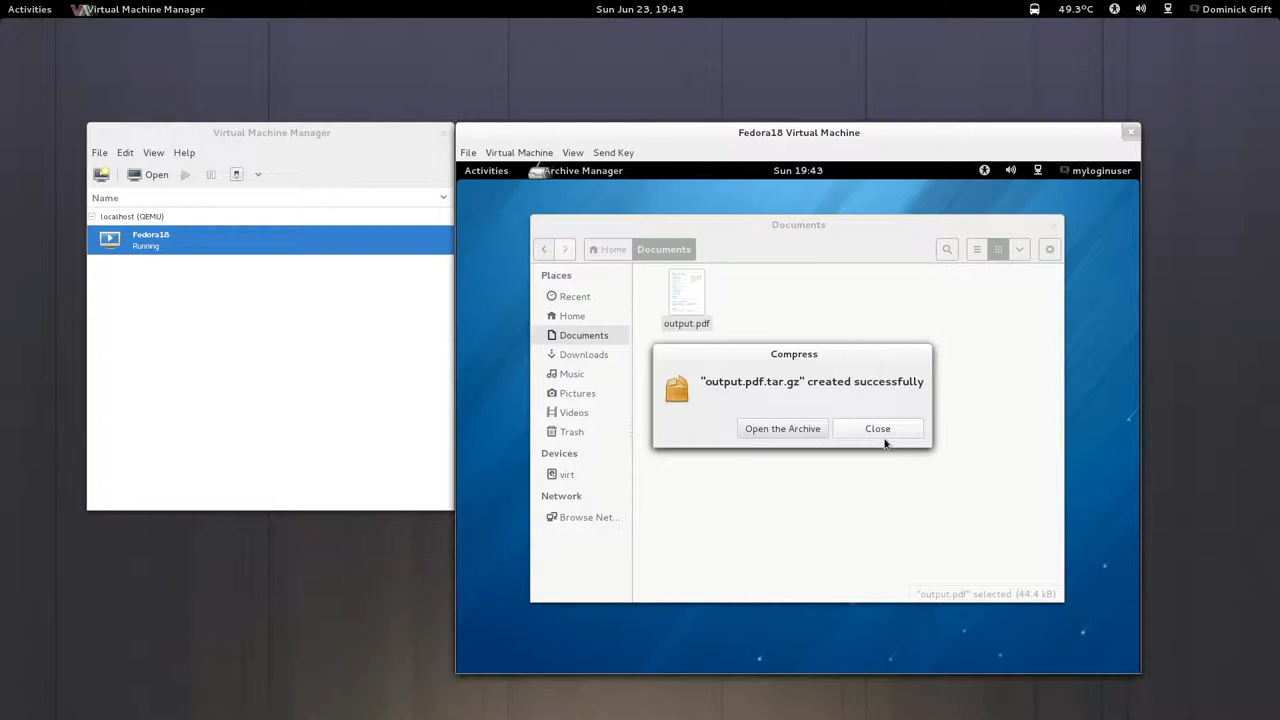 Activities Virtual Machine Manager Sun Jun 23, 19:43 49.3ºC Dominick Grift
Virtual Machine Manager
File Edit View Help
Open
Name
localhost (QEMU)
Fedora18
Running
Fedora18 Virtual Machine
File Virtual Machine View Send Key
Activities Archive Manager Sun 19:43 myloginuser
Documents
Home Documents
Places
Recent
Home
Documents
Downloads
Music
Pictures
Videos
Trash
Devices
virt
Network
Browse Net...
output.pdf
Compress
"output.pdf.tar.gz" created successfully
Open the Archive Close
"output.pdf" selected (44.4 kB)